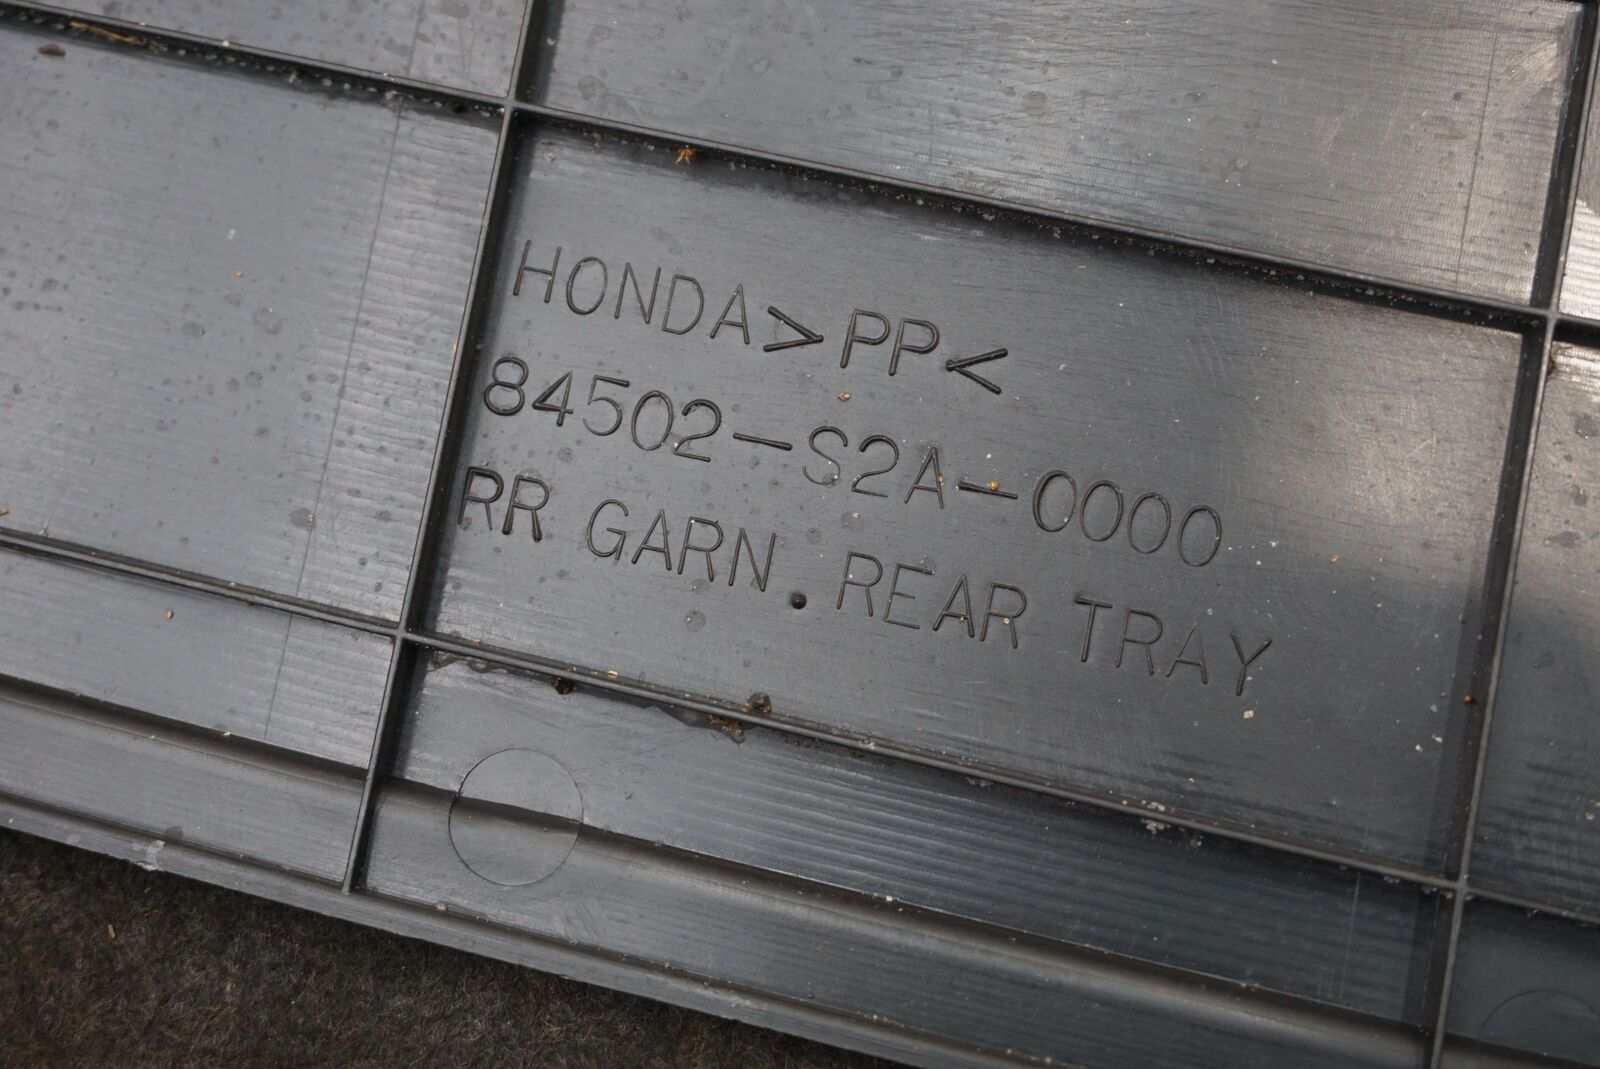 HONDA>PP<
84502-S2A-0000
RR GARN. REAR TRAY